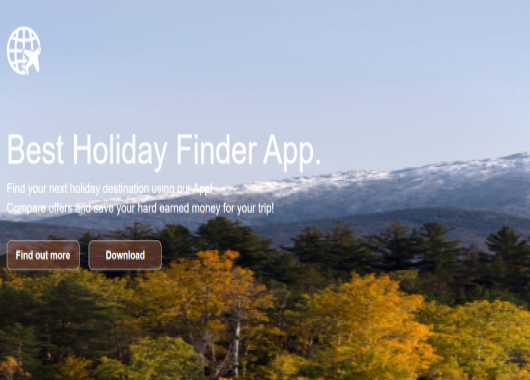 Best Holiday Finder App.
Find your next holiday destination using our App!
Compare offers and save your hard earned money for your trip!
Find out more
Download